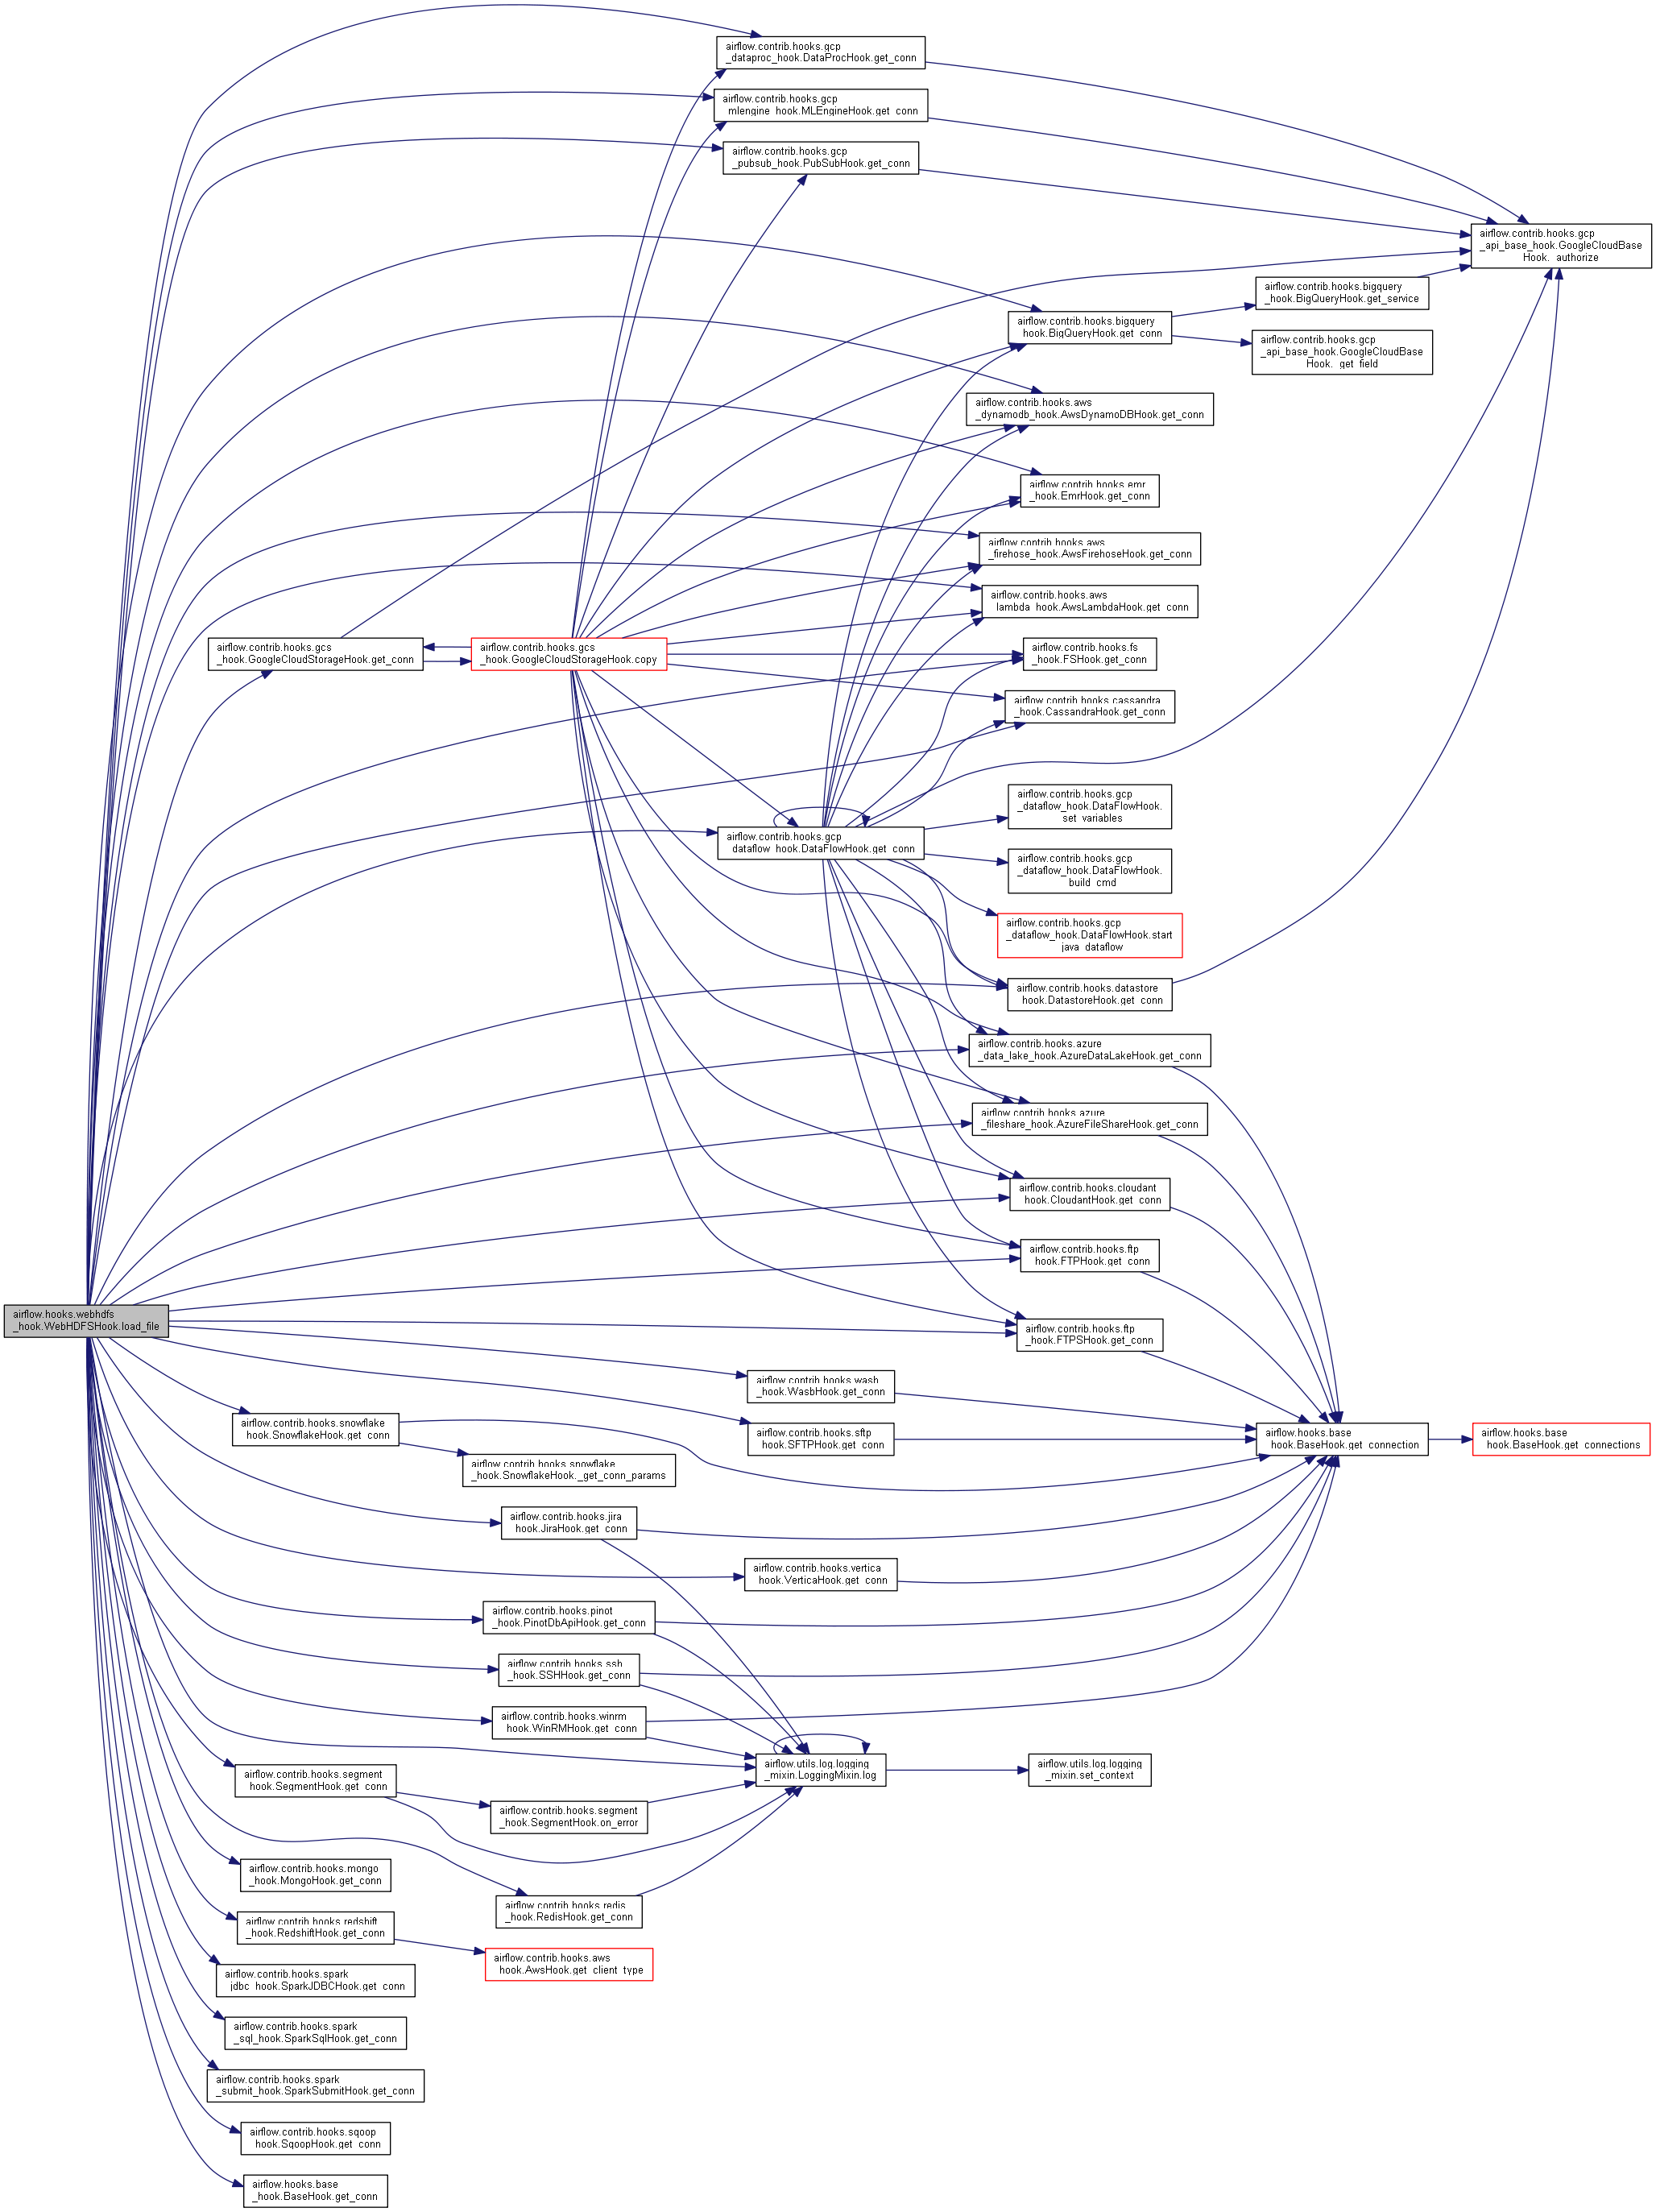 airflow.contrib.hooks.gcp
_dataproc_hook.DataProcHook.get_conn
airflow.contrib.hooks.gcp
_mlengine_hook.MLEngineHook.get_conn
airflow.contrib.hooks.gcp
_pubsub_hook.PubSubHook.get_conn
airflow.contrib.hooks.gcp
_api_base_hook.GoogleCloudBase
Hook._authorize
airflow.contrib.hooks.bigquery
_hook.BigQueryHook.get_service
airflow.contrib.hooks.bigquery
_hook.BigQueryHook.get_conn
airflow.contrib.hooks.gcp
_api_base_hook.GoogleCloudBase
Hook._get_field
airflow.contrib.hooks.aws
_dynamodb_hook.AwsDynamoDBHook.get_conn
airflow.contrib.hooks.emr
_hook.EmrHook.get_conn
airflow.contrib.hooks.aws
_firehose_hook.AwsFirehoseHook.get_conn
airflow.contrib.hooks.aws
_lambda_hook.AwsLambdaHook.get_conn
airflow.contrib.hooks.gcs
_hook.GoogleCloudStorageHook.get_conn
airflow.contrib.hooks.gcs
_hook.GoogleCloudStorageHook.copy
airflow.contrib.hooks.fs
_hook.FSHook.get_conn
airflow.contrib.hooks.cassandra
_hook.CassandraHook.get_conn
airflow.contrib.hooks.gcp
_dataflow_hook.DataFlowHook.
set_variables
airflow.contrib.hooks.gcp
_dataflow_hook.DataFlowHook.get_conn
airflow.contrib.hooks.gcp
_dataflow_hook.DataFlowHook.
build_cmd
airflow.contrib.hooks.gcp
_dataflow_hook.DataFlowHook.start
_java_dataflow
airflow.contrib.hooks.datastore
_hook.DatastoreHook.get_conn
airflow.contrib.hooks.azure
_data_lake_hook.AzureDataLakeHook.get_conn
airflow.contrib.hooks.azure
_fileshare_hook.AzureFileShareHook.get_conn
airflow.contrib.hooks.cloudant
_hook.CloudantHook.get_conn
airflow.contrib.hooks.ftp
_hook.FTPHook.get_conn
airflow.hooks.webhdfs
_hook.WebHDFSHook.load_file
airflow.contrib.hooks.ftp
_hook.FTPSHook.get_conn
airflow.contrib.hooks.wasb
_hook.WasbHook.get_conn
airflow.contrib.hooks.snowflake
_hook.SnowflakeHook.get_conn
airflow.contrib.hooks.sftp
_hook.SFTPHook.get_conn
airflow.hooks.base
_hook.BaseHook.get_connection
airflow.hooks.base
_hook.BaseHook.get_connections
airflow.contrib.hooks.snowflake
_hook.SnowflakeHook._get_conn_params
airflow.contrib.hooks.jira
_hook.JiraHook.get_conn
airflow.contrib.hooks.vertica
_hook.VerticaHook.get_conn
airflow.contrib.hooks.pinot
_hook.PinotDbApiHook.get_conn
airflow.contrib.hooks.ssh
_hook.SSHHook.get_conn
airflow.contrib.hooks.winrm
_hook.WinRMHook.get_conn
airflow.utils.log.logging
_mixin.LoggingMixin.log
airflow.utils.log.logging
_mixin.set_context
airflow.contrib.hooks.segment
_hook.SegmentHook.get_conn
airflow.contrib.hooks.segment
_hook.SegmentHook.on_error
airflow.contrib.hooks.mongo
_hook.MongoHook.get_conn
airflow.contrib.hooks.redis
_hook.RedisHook.get_conn
airflow.contrib.hooks.redshift
_hook.RedshiftHook.get_conn
airflow.contrib.hooks.aws
_hook.AwsHook.get_client_type
airflow.contrib.hooks.spark
_jdbc_hook.SparkJDBCHook.get_conn
airflow.contrib.hooks.spark
_sql_hook.SparkSqlHook.get_conn
airflow.contrib.hooks.spark
_submit_hook.SparkSubmitHook.get_conn
airflow.contrib.hooks.sqoop
_hook.SqoopHook.get_conn
airflow.hooks.base
_hook.BaseHook.get_conn